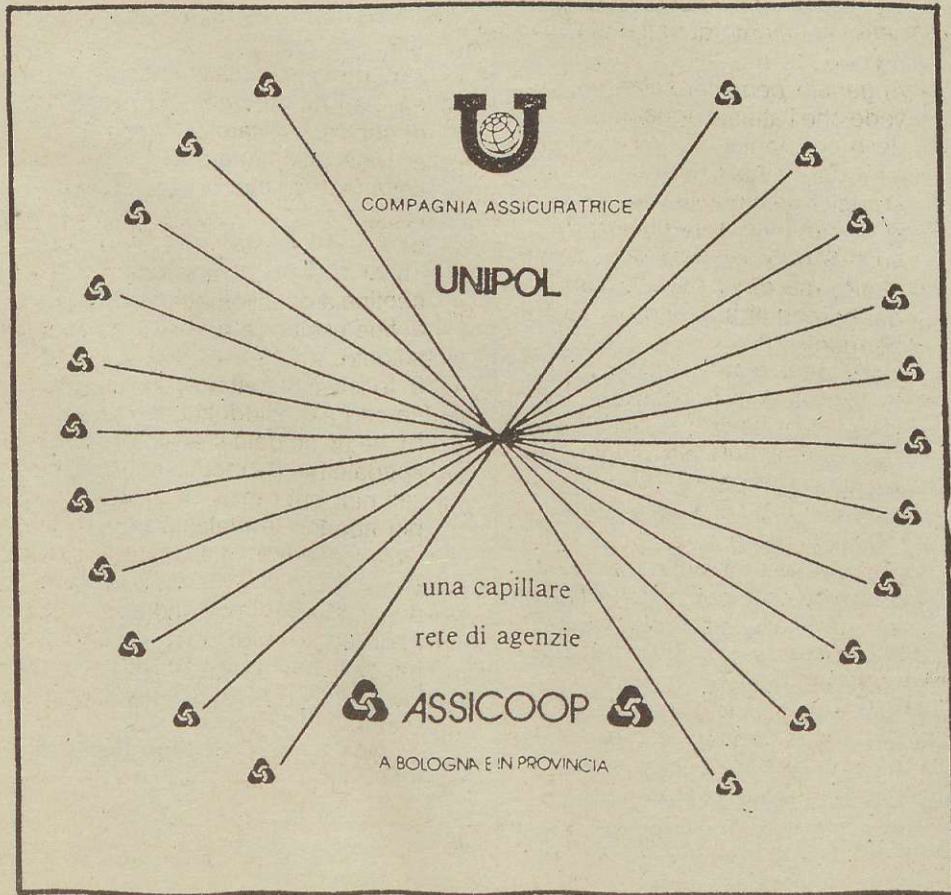 COMPAGNIA ASSICURATRICE
UNIPOL
una capillare
rete di agenzie
ASSICOOP
A BOLOGNA E IN PROVINCIA